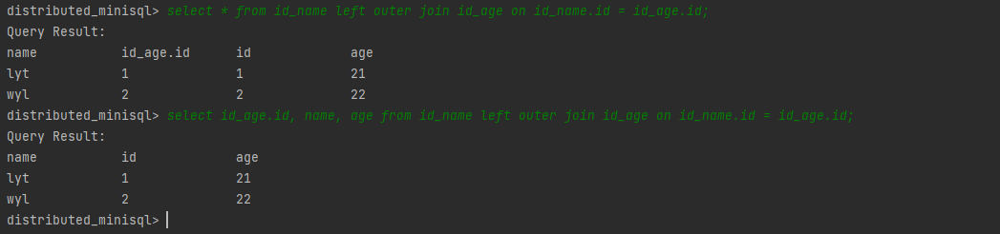 distributed_minisql> select * from id_name left outer join id_age on id_name.id = id_age.id;
Query Result:
name id_age.id id age
lyt 1 1 21
wyl 2 2 22
distributed_minisql> select id_age.id, name, age from id_name left outer join id_age on id_name.id = id_age.id;
Query Result:
name id age
lyt 1 21
wyl 2 22
distributed_minisql>